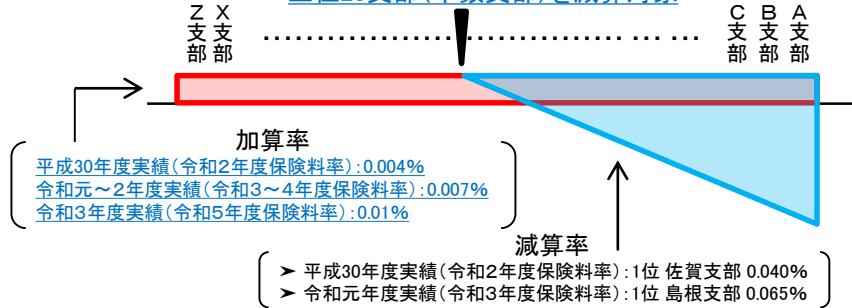 Z支部
X支部
………………………………… … …
C支部
B支部
A支部
加算率
平成30年度実績(令和2年度保険料率):0.004%
令和元~2年度実績(令和3~4年度保険料率):0.007%
令和3年度実績(令和5年度保険料率):0.01%
減算率
➤ 平成30年度実績(令和2年度保険料率):1位 佐賀支部 0.040%
➤ 令和元年度実績(令和3年度保険料率):1位 島根支部 0.065%